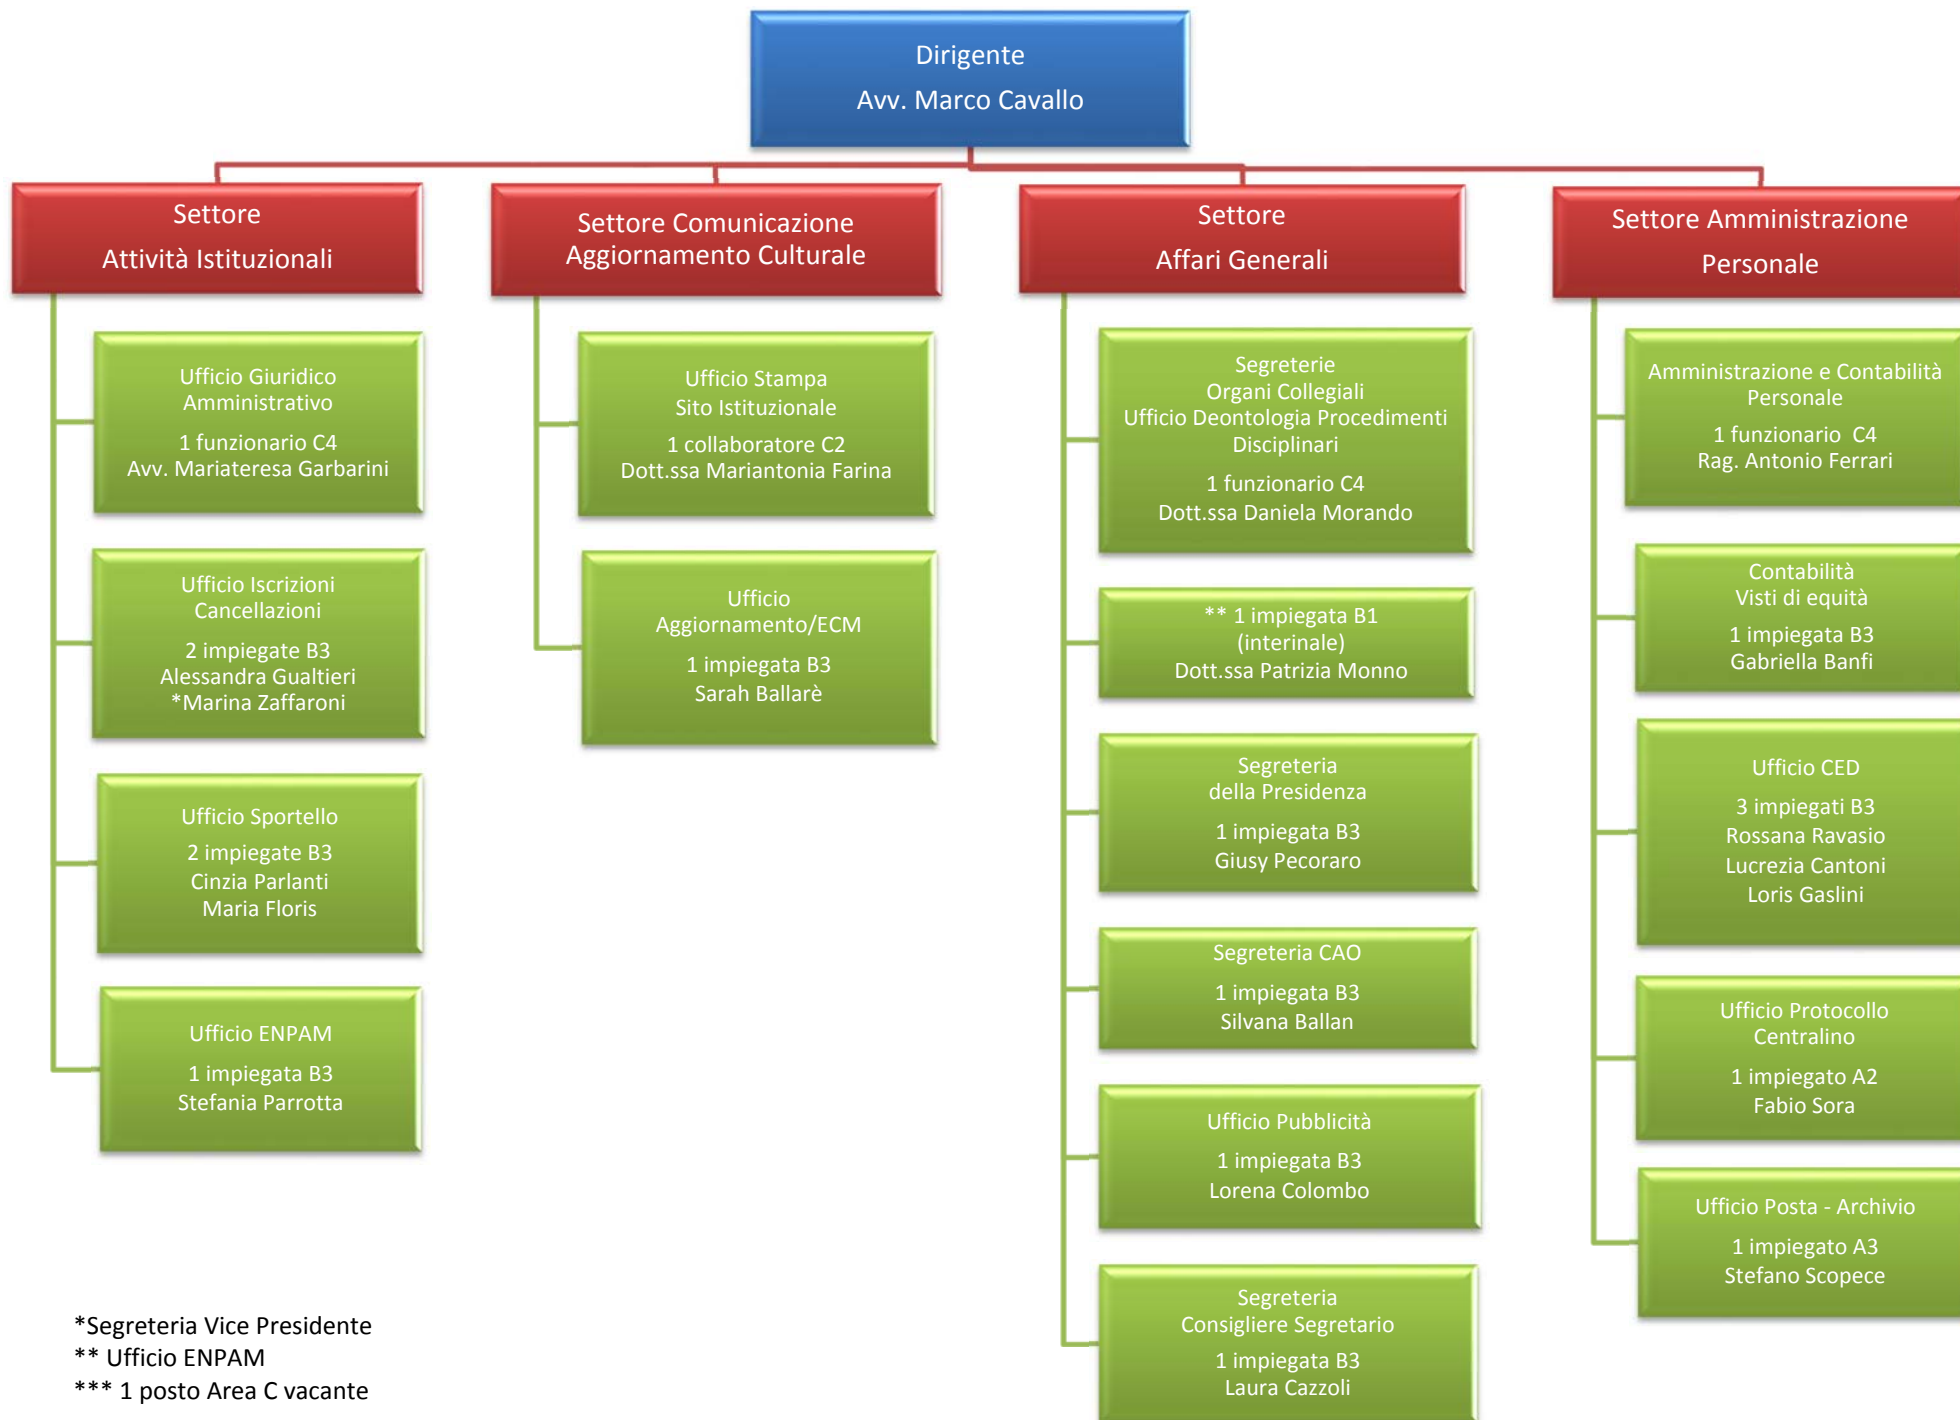 Dirigente
Avv. Marco Cavallo
Settore
Attività Istituzionali
Ufficio Giuridico
Amministrativo
1 funzionario C4
Avv. Mariateresa Garbarini
Ufficio Iscrizioni
Cancellazioni
2 impiegate B3
Alessandra Gualtieri
*Marina Zaffaroni
Ufficio Sportello
2 impiegate B3
Cinzia Parlanti
Maria Floris
Ufficio ENPAM
1 impiegata B3
Stefania Parrotta
Settore Comunicazione
Aggiornamento Culturale
Ufficio Stampa
Sito Istituzionale
1 collaboratore C2
Dott.ssa Mariantonia Farina
Ufficio
Aggiornamento/ECM
1 impiegata B3
Sarah Ballarè
Settore
Affari Generali
Segreterie
Organi Collegiali
Ufficio Deontologia Procedimenti
Disciplinari
1 funzionario C4
Dott.ssa Daniela Morando
** 1 impiegata B1
(interinale)
Dott.ssa Patrizia Monno
Segreteria
della Presidenza
1 impiegata B3
Giusy Pecoraro
Segreteria CAO
1 impiegata B3
Silvana Ballan
Ufficio Pubblicità
1 impiegata B3
Lorena Colombo
Segreteria
Consigliere Segretario
1 impiegata B3
Laura Cazzoli
Settore Amministrazione
Personale
Amministrazione e Contabilità
Personale
1 funzionario C4
Rag. Antonio Ferrari
Contabilità
Visti di equità
1 impiegata B3
Gabriella Banfi
Ufficio CED
3 impiegati B3
Rossana Ravasio
Lucrezia Cantoni
Loris Gaslini
Ufficio Protocollo
Centralino
1 impiegato A2
Fabio Sora
Ufficio Posta - Archivio
1 impiegato A3
Stefano Scopece
*Segreteria Vice Presidente
** Ufficio ENPAM
*** 1 posto Area C vacante